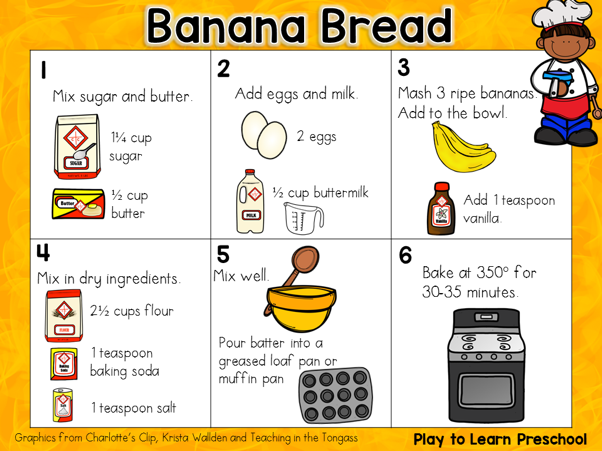 Banana Bread
1
Mix sugar and butter.
SUGAR
1¼ cup
sugar
Butter
½ cup
butter
2
Add eggs and milk.
2 eggs
MILK
½ cup buttermilk
3
Mash 3 ripe bananas.
Add to the bowl.
Vanilla
Add 1 teaspoon
vanilla.
4
Mix in dry ingredients.
FLOUR
2½ cups flour
Baking
Soda
1 teaspoon
baking soda
Salt
1 teaspoon salt
5
Mix well.
Pour batter into a
greased loaf pan or
muffin pan
6
Bake at 350° for
30-35 minutes.
Graphics from Charlotte's Clip, Krista Wallden and Teaching in the Tongass
Play to Learn Preschool